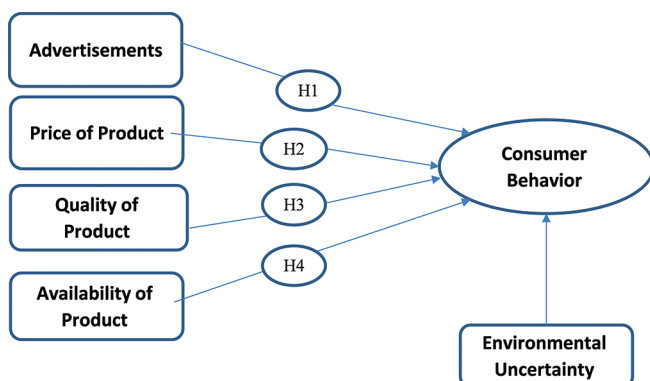 Advertisements
H1
Price of Product
H2
Consumer
Behavior
Quality of
Product
H3
Availability of
Product
H4
Environmental
Uncertainty